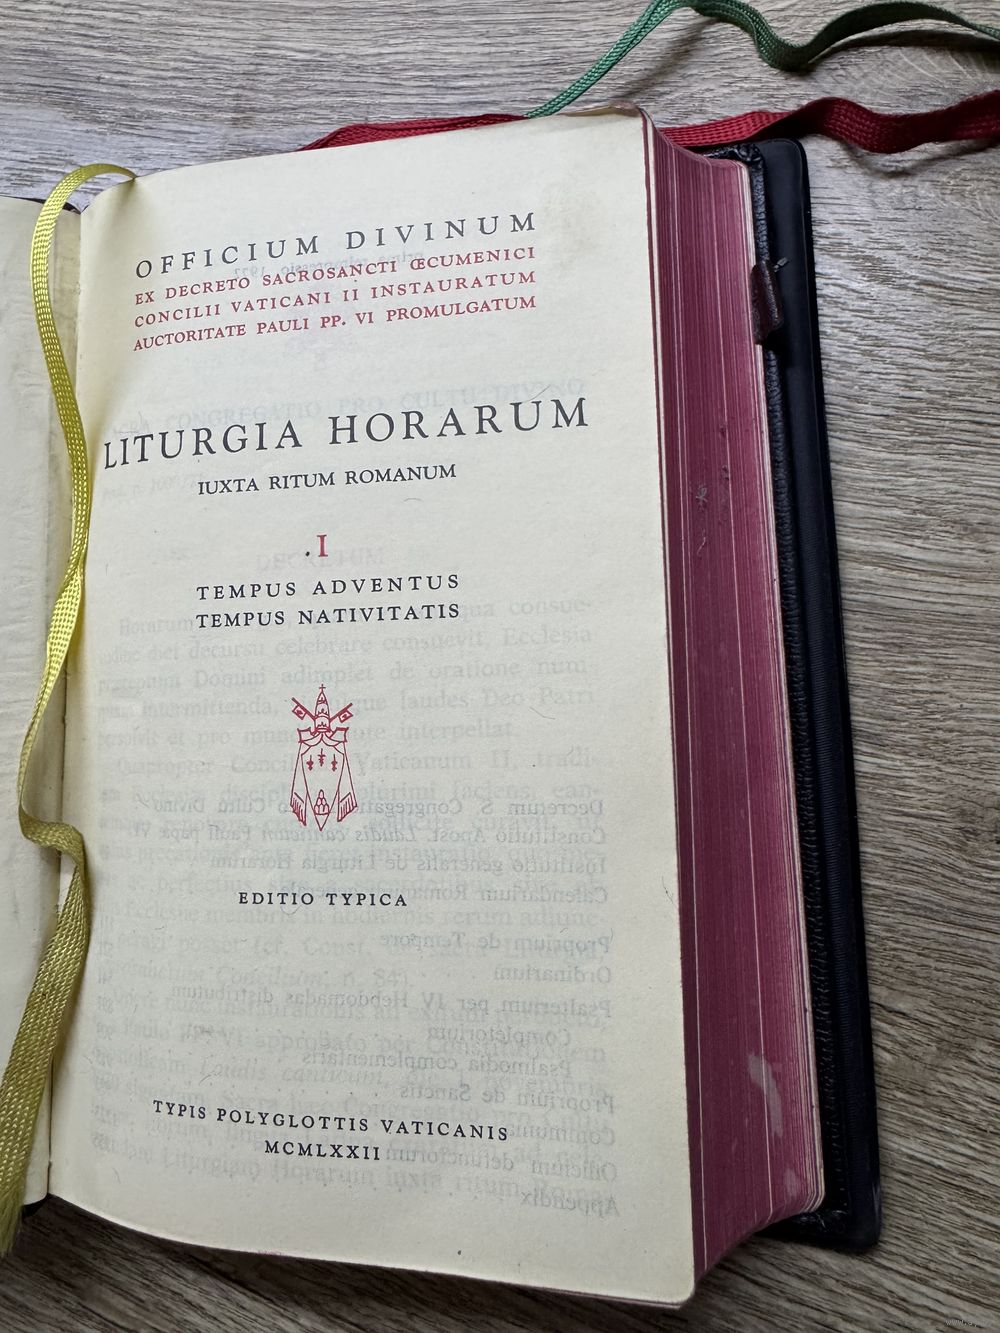 OFFICIUM DIVINUM
EX DECRETO SACROSANCTI ŒCUMENICI
CONCILII VATICANI II INSTAURATUM
AUCTORITATE PAULI PP. VI PROMULGATUM
LITURGIA HORARUM
IUXTA RITUM ROMANUM
I
TEMPUS ADVENTUS
TEMPUS NATIVITATIS
EDITIO TYPICA
TYPIS POLYGLOTTIS VATICANIS
MCMLXXII